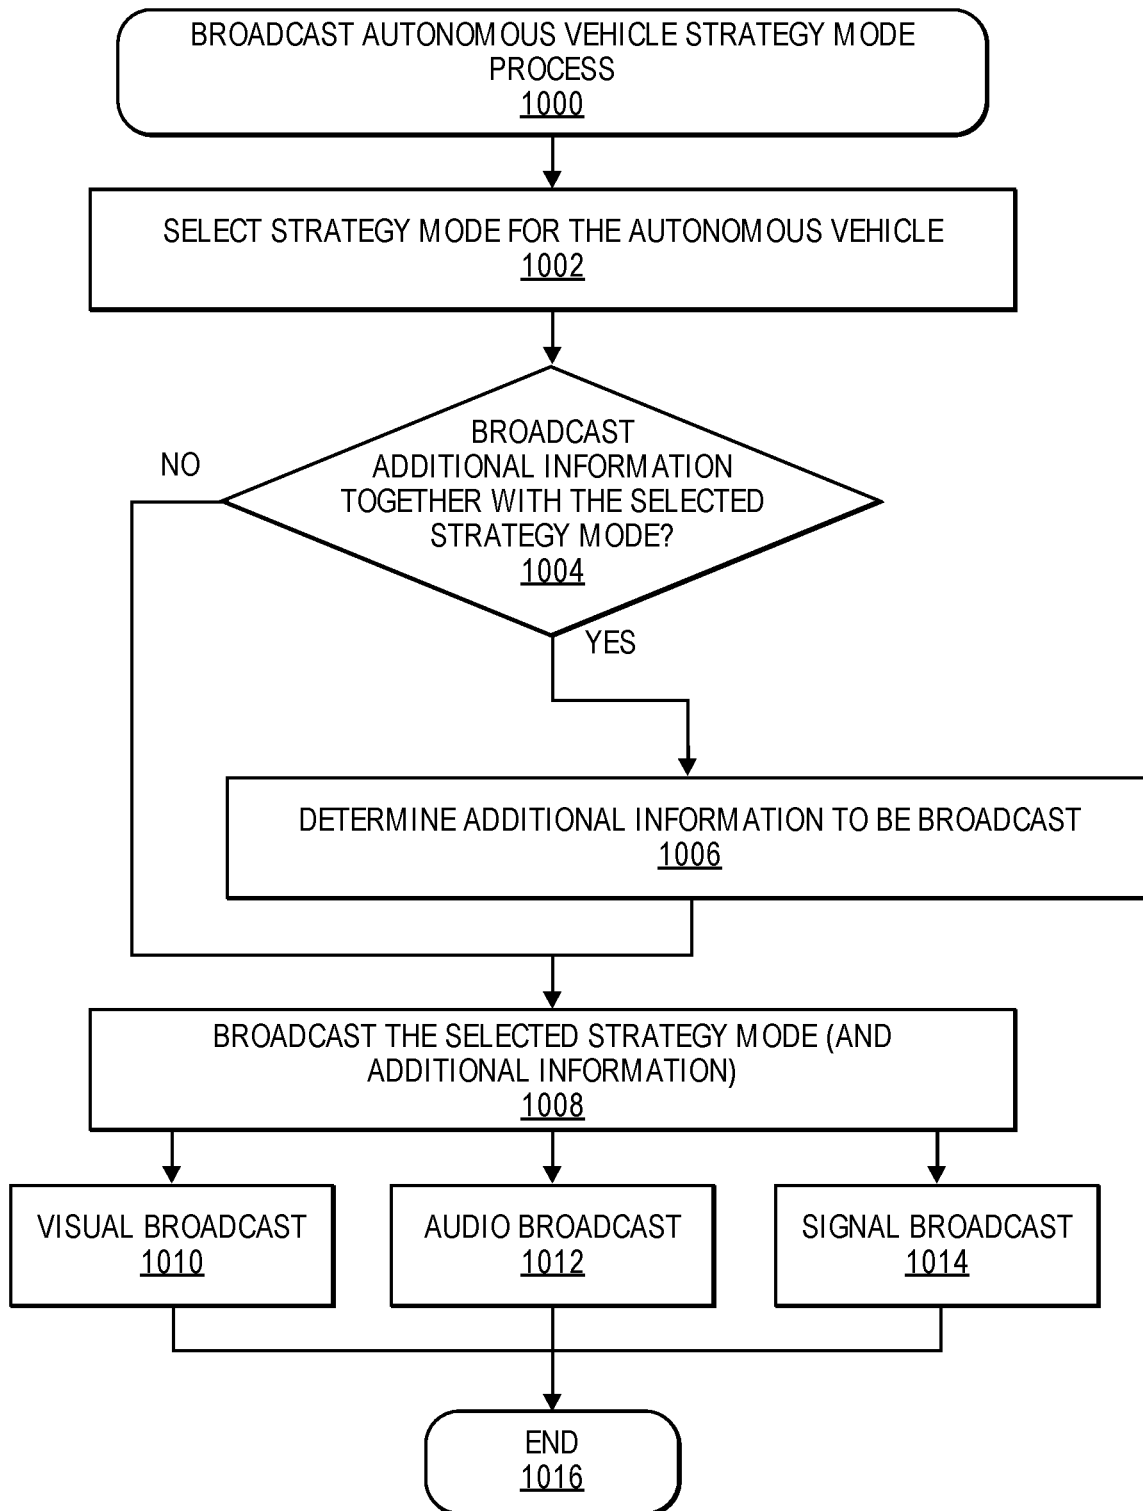 BROADCAST AUTONOMOUS VEHICLE STRATEGY MODE
PROCESS
1000
SELECT STRATEGY MODE FOR THE AUTONOMOUS VEHICLE
1002
BROADCAST
ADDITIONAL INFORMATION
TOGETHER WITH THE SELECTED
STRATEGY MODE?
1004
NO
YES
DETERMINE ADDITIONAL INFORMATION TO BE BROADCAST
1006
BROADCAST THE SELECTED STRATEGY MODE (AND
ADDITIONAL INFORMATION)
1008
VISUAL BROADCAST
1010
AUDIO BROADCAST
1012
SIGNAL BROADCAST
1014
END
1016